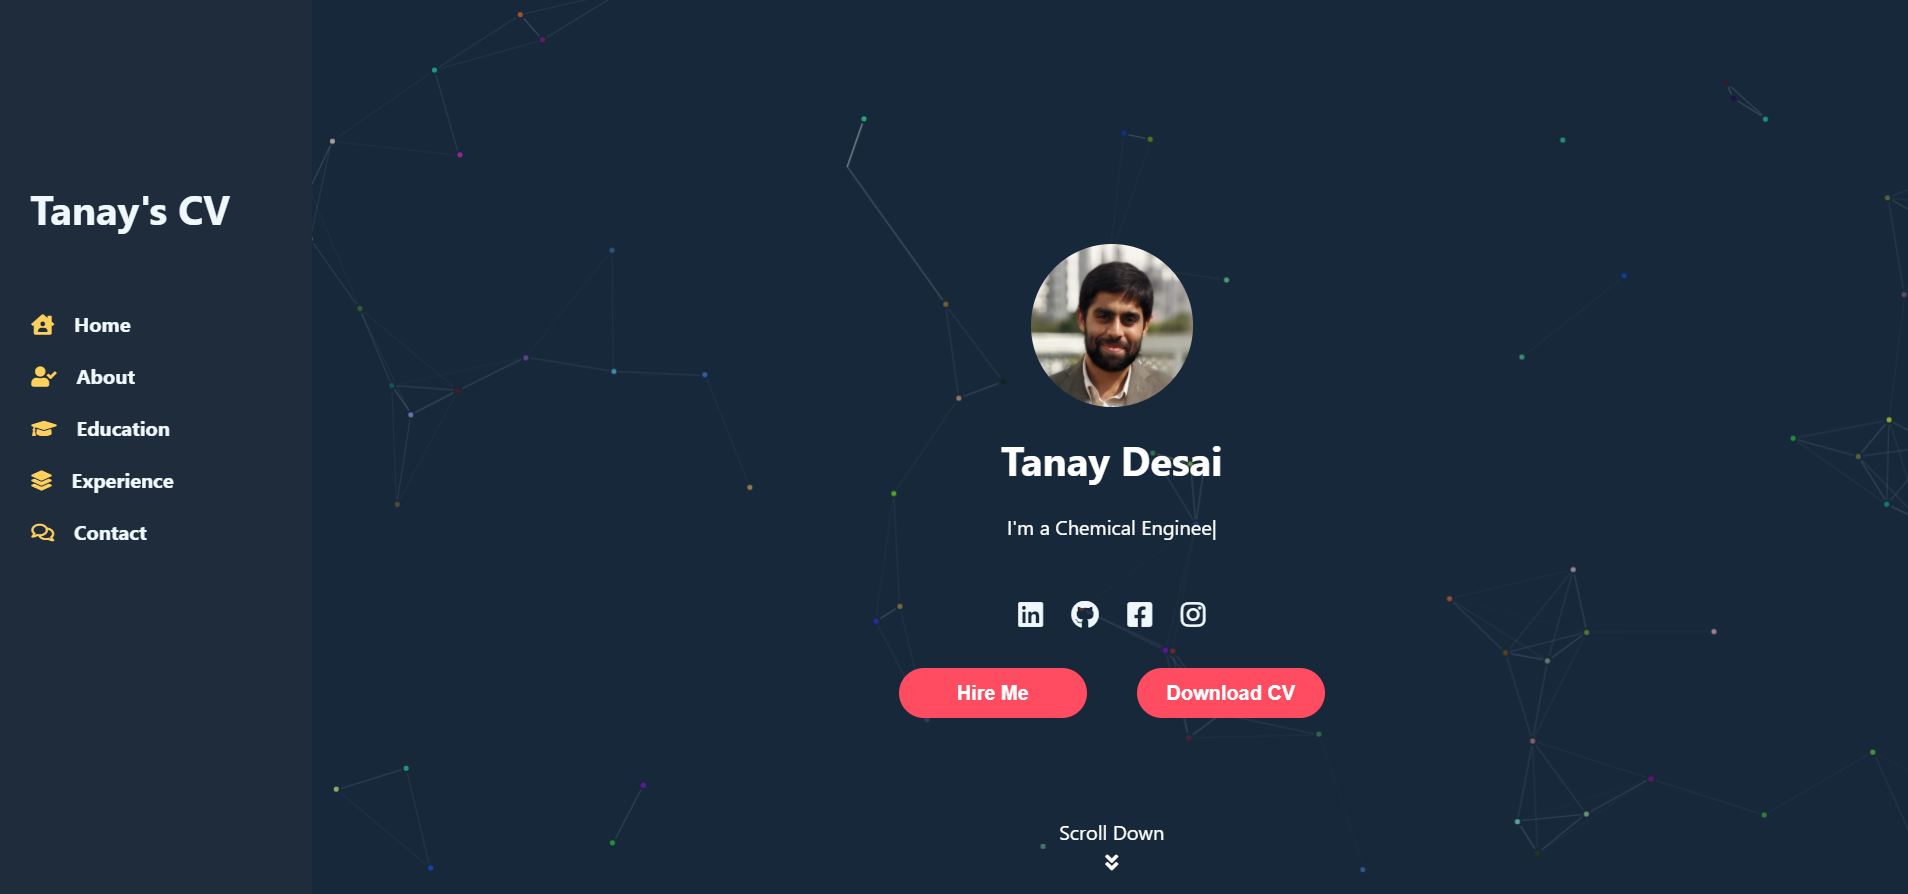 Tanay's CV
Home
About
Education
Experience
Contact
Tanay Desai
I'm a Chemical Enginee|
Hire Me
Download CV
Scroll Down